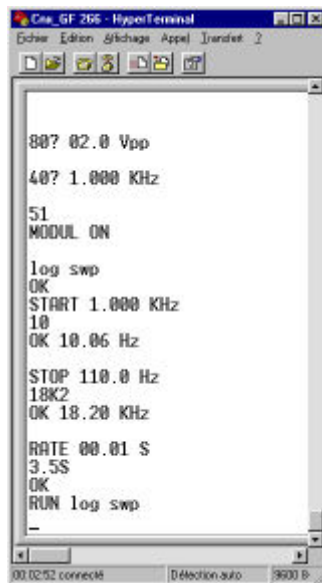 Cnx_GF 266 - HyperTerminal
Fichier Edition Affichage Appel Transfert ?
80? 02.0 Vpp
40? 1.000 KHz
51
MODUL ON
log swp
OK
START 1.000 KHz
10
OK 10.06 Hz
STOP 110.0 Hz
18K2
OK 18.20 KHz
RATE 00.01 S
3.5S
OK
RUN log swp
_
00:02:52 connecté Détection auto 9600 8-